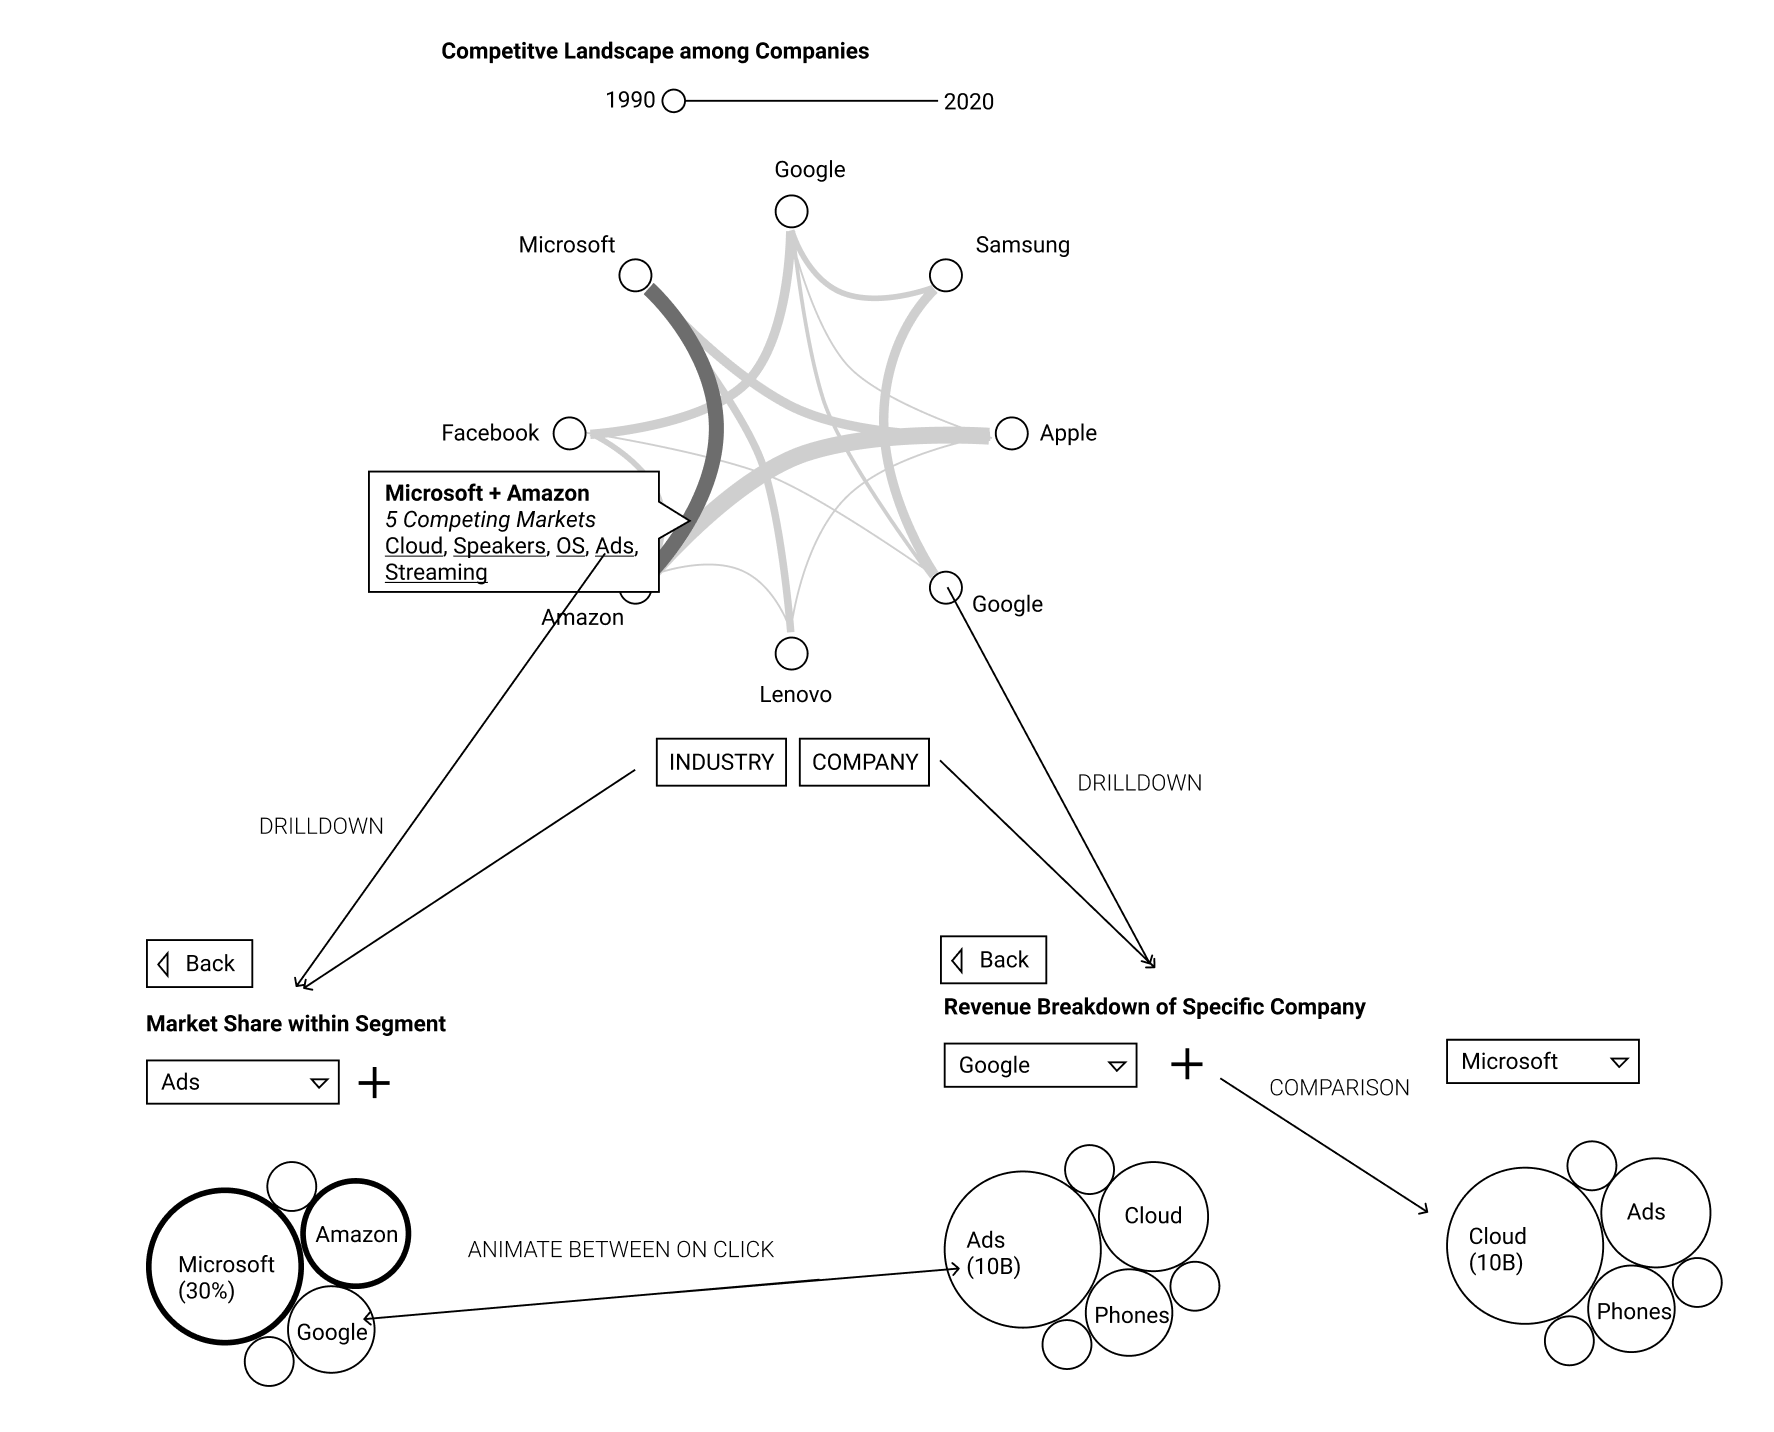 Competitve Landscape among Companies
1990
2020
Google
Microsoft
Samsung
Facebook
Apple
Microsoft + Amazon
5 Competing Markets
Cloud, Speakers, OS, Ads,
Streaming
Amazon
Google
Lenovo
INDUSTRY
COMPANY
DRILLDOWN
DRILLDOWN
Back
Market Share within Segment
Ads
Microsoft
(30%)
Amazon
Google
ANIMATE BETWEEN ON CLICK
Back
Revenue Breakdown of Specific Company
Google
COMPARISON
Microsoft
Ads
(10B)
Cloud
Phones
Cloud
(10B)
Ads
Phones